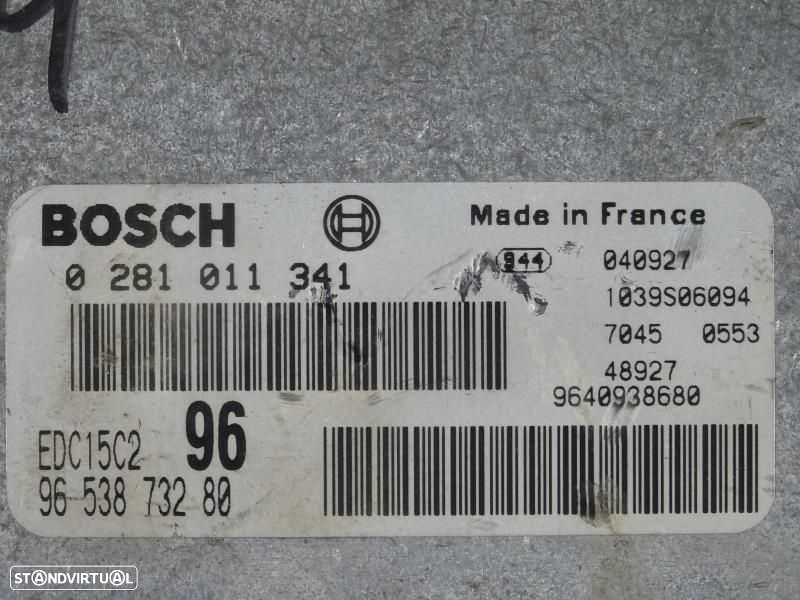 BOSCH
Made in France
0 281 011 341
944
040927
1039S06094
7045 0553
48927
9640938680
EDC15C2 96
96 538 732 80
STANDVIRTUAL